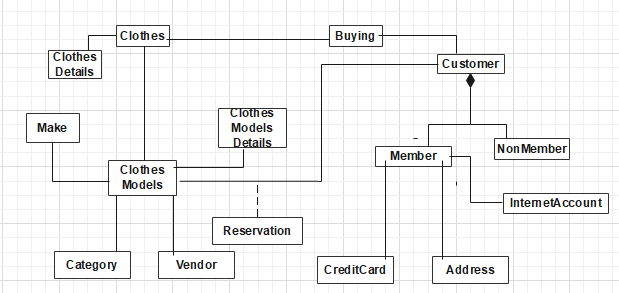 Clothes
Buying
Clothes
Details
Customer
Make
Clothes
Models
Details
NonMember
Member
Clothes
Models
InternetAccount
Reservation
Category
Vendor
CreditCard
Address